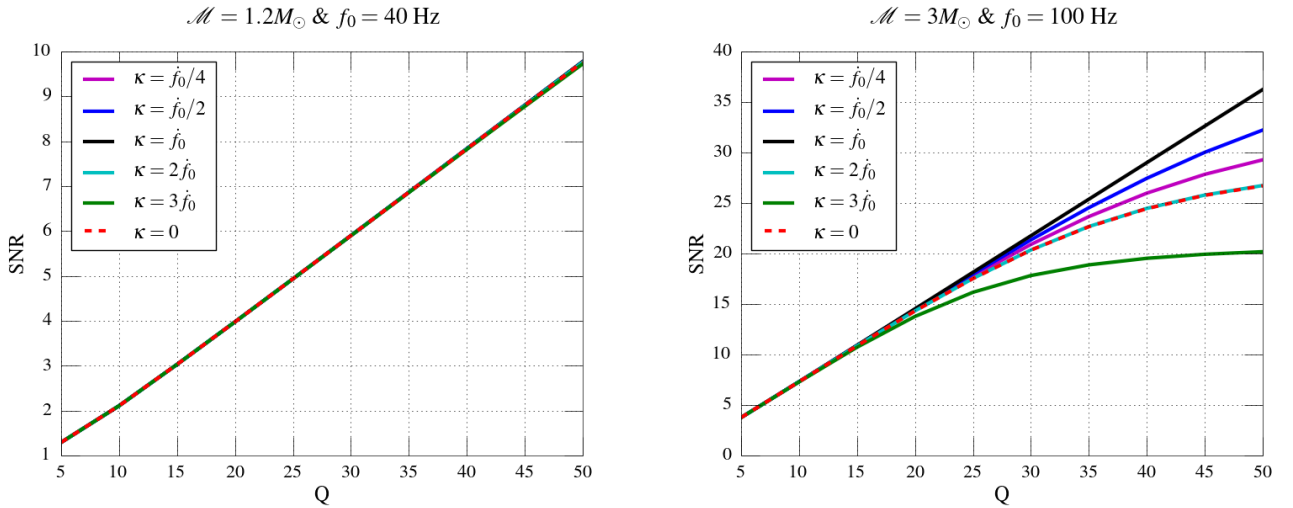 ℳ = 1.2M⊙ & f₀ = 40 Hz
10
9
8
7
6
5
4
3
2
1
SNR
κ = ḟ₀/4
κ = ḟ₀/2
κ = ḟ₀
κ = 2ḟ₀
κ = 3ḟ₀
κ = 0
5 10 15 20 25 30 35 40 45 50
Q
ℳ = 3M⊙ & f₀ = 100 Hz
40
35
30
25
20
15
10
5
0
SNR
κ = ḟ₀/4
κ = ḟ₀/2
κ = ḟ₀
κ = 2ḟ₀
κ = 3ḟ₀
κ = 0
5 10 15 20 25 30 35 40 45 50
Q